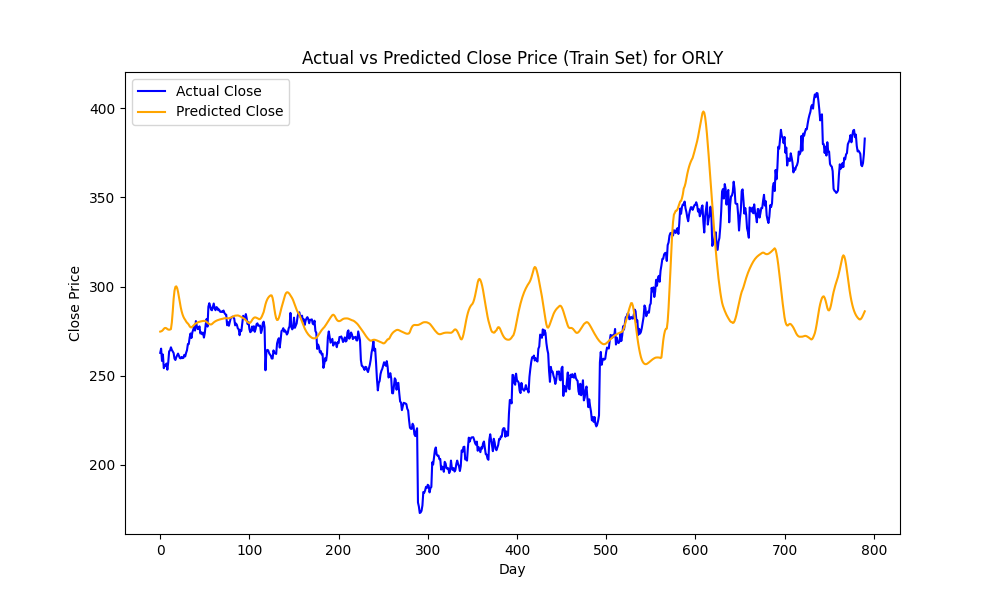 Actual vs Predicted Close Price (Train Set) for ORLY
Actual Close
Predicted Close
400
350
300
250
200
Close Price
0 100 200 300 400 500 600 700 800
Day